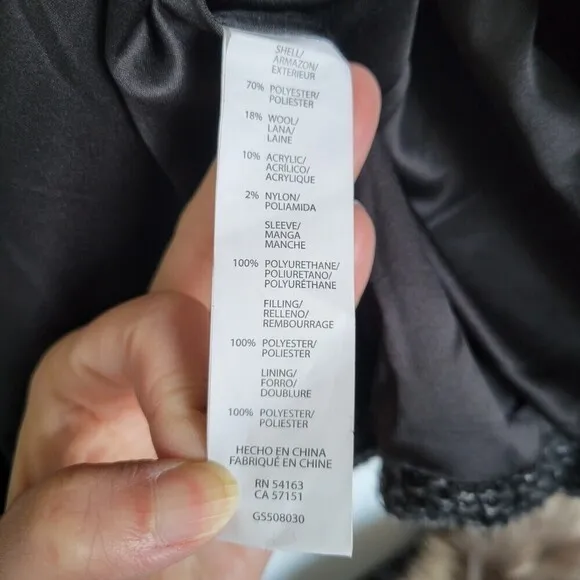 SHELL/
ARMAZON/
EXTERIEUR
70% POLYESTER/
POLIESTER
18% WOOL/
LANA/
LAINE
10% ACRYLIC/
ACRÍLICO/
ACRYLIQUE
2% NYLON/
POLIAMIDA
SLEEVE/
MANGA
MANCHE
100% POLYURETHANE/
POLIURETANO/
POLYURÉTHANE
FILLING/
RELLENO/
REMBOURRAGE
100% POLYESTER/
POLIESTER
LINING/
FORRO/
DOUBLURE
100% POLYESTER/
POLIESTER
HECHO EN CHINA
FABRIQUÉ EN CHINE
RN 54163
CA 57151
GS508030